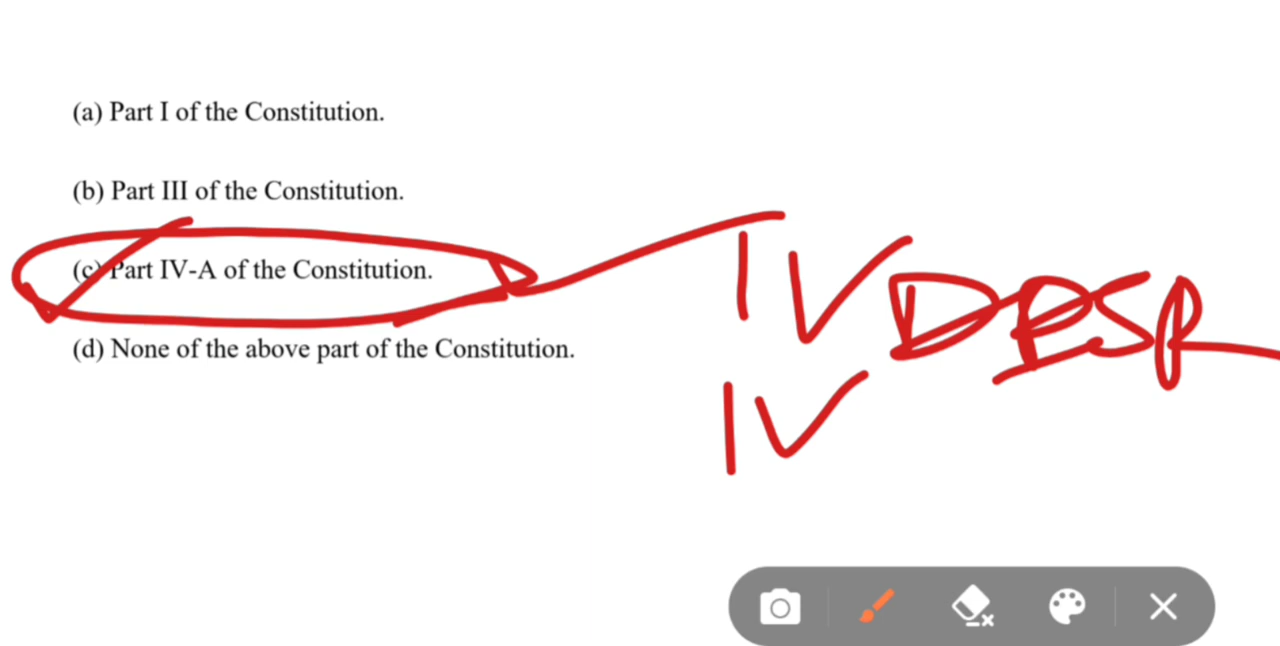 (a) Part I of the Constitution.
(b) Part III of the Constitution.
(c) Part IV-A of the Constitution.
IV
(d) None of the above part of the Constitution.
IV